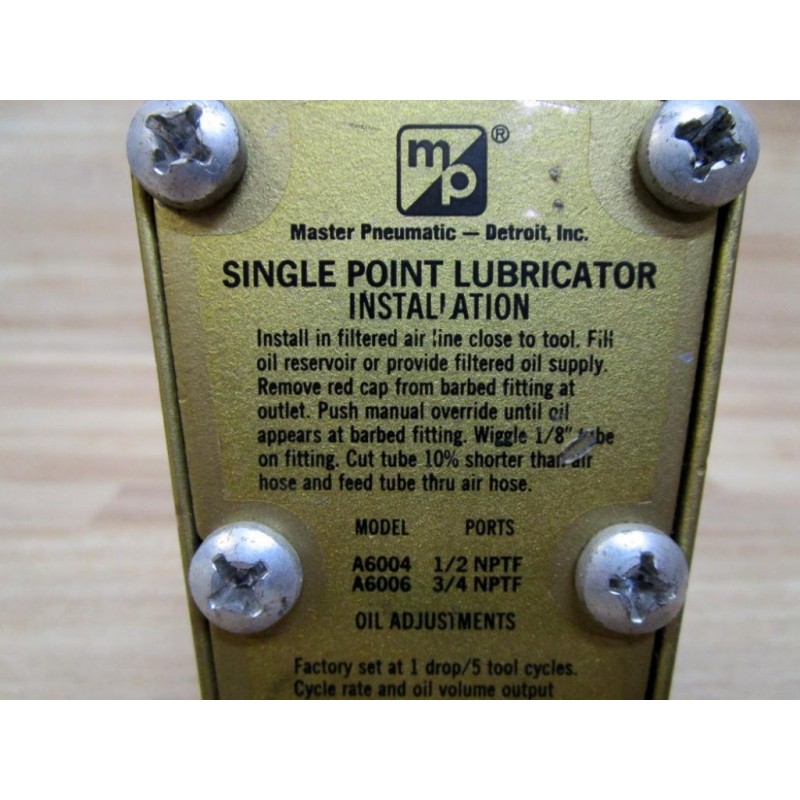 mp®
Master Pneumatic — Detroit, Inc.
SINGLE POINT LUBRICATOR
INSTALLATION
Install in filtered air line close to tool. Fill
oil reservoir or provide filtered oil supply.
Remove red cap from barbed fitting at
outlet. Push manual override until oil
appears at barbed fitting. Wiggle 1/8" tube
on fitting. Cut tube 10% shorter than air
hose and feed tube thru air hose.
MODEL PORTS
A6004 1/2 NPTF
A6006 3/4 NPTF
OIL ADJUSTMENTS
Factory set at 1 drop/5 tool cycles.
Cycle rate and oil volume output